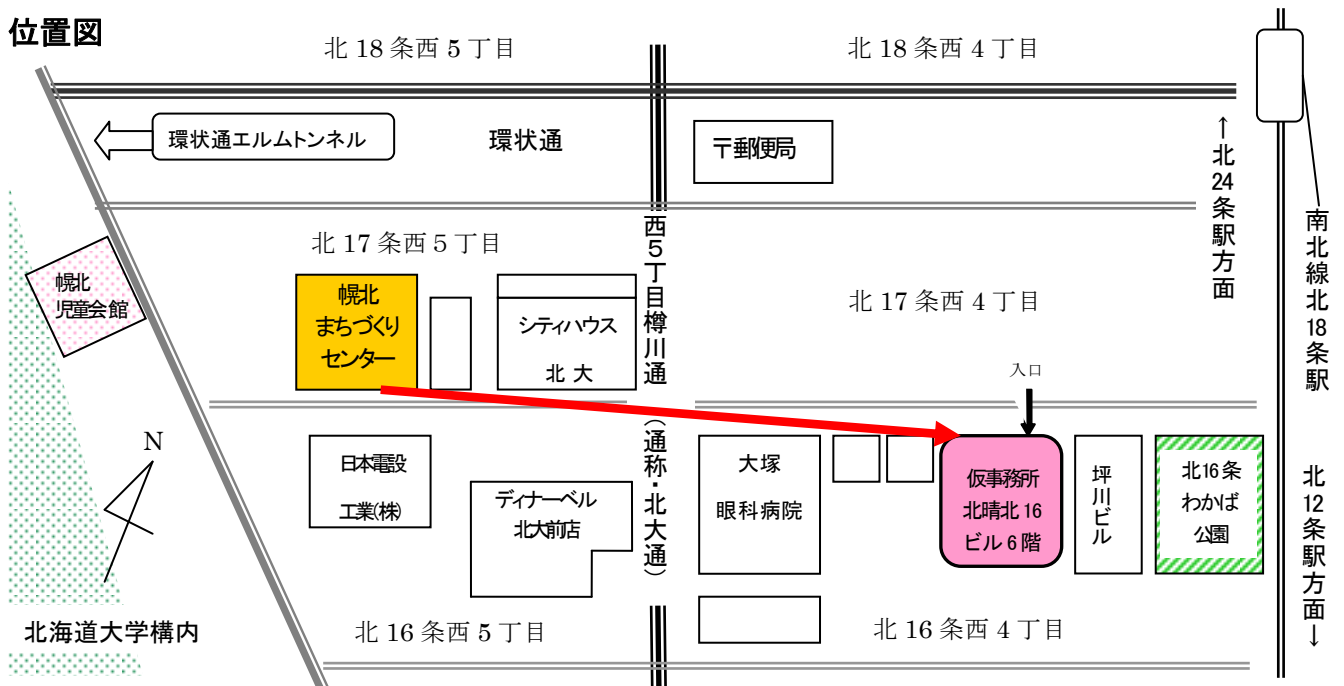 位置図
北 18 条西 5 丁目
北 18 条西 4 丁目
環状通エルムトンネル
環状通
〒郵便局
↑北24条駅方面
南北線北18条駅
西5丁目樽川通(通称・北大通)
北 17 条西 5 丁目
北 17 条西 4 丁目
幌北
児童会館
幌北
まちづくり
センター
シティハウス
北 大
入口
N
日本電設
工業(株)
ディナーベル
北大前店
大塚
眼科病院
仮事務所
北晴北 16
ビル 6 階
坪川ビル
北16条
わかば
公園
北12条駅方面↓
北海道大学構内
北 16 条西 5 丁目
北 16 条西 4 丁目